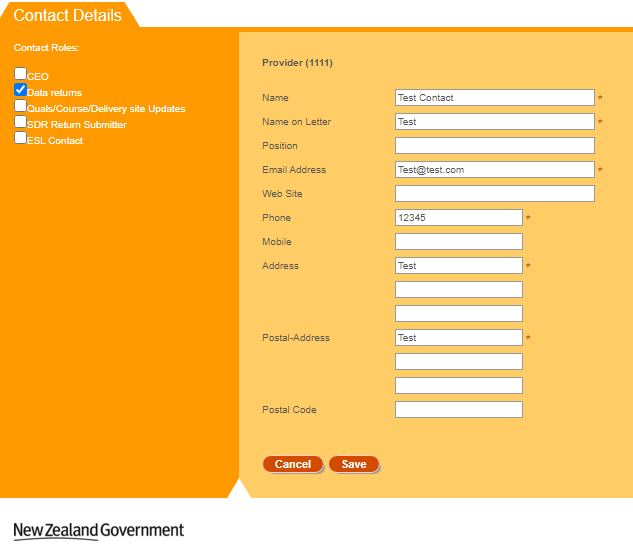 Contact Details
Contact Roles:
CEO
Data returns
Quals/Course/Delivery site Updates
SDR Return Submitter
ESL Contact
Provider (1111)
Name Test Contact *
Name on Letter Test *
Position
Email Address Test@test.com *
Web Site
Phone 12345 *
Mobile
Address Test *
Postal-Address Test *
Postal Code
Cancel Save
New Zealand Government